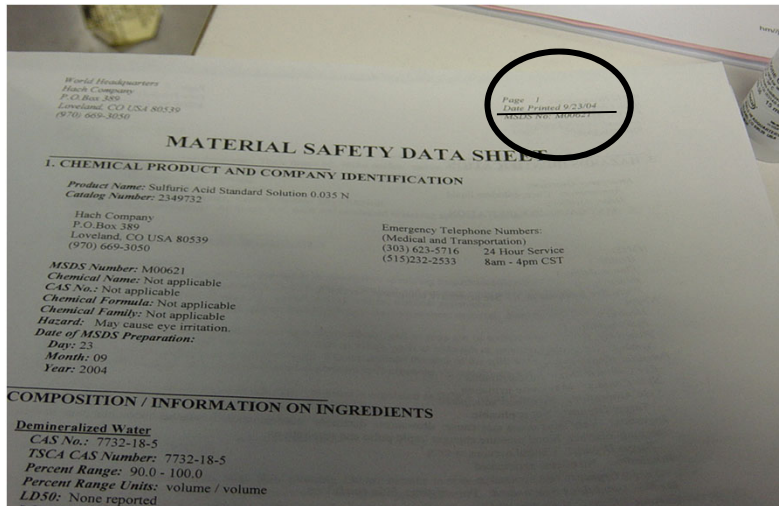 World Headquarters
Hach Company
P.O.Box 389
Loveland, CO USA 80539
(970) 669-3050
Page 1
Date Printed 9/23/04
MSDS No: M00621
MATERIAL SAFETY DATA SHEET
1. CHEMICAL PRODUCT AND COMPANY IDENTIFICATION
Product Name: Sulfuric Acid Standard Solution 0.035 N
Catalog Number: 2349732
Hach Company
P.O.Box 389
Loveland, CO USA 80539
(970) 669-3050
Emergency Telephone Numbers:
(Medical and Transportation)
(303) 623-5716 24 Hour Service
(515)232-2533 8am - 4pm CST
MSDS Number: M00621
Chemical Name: Not applicable
CAS No.: Not applicable
Chemical Formula: Not applicable
Chemical Family: Not applicable
Hazard: May cause eye irritation.
Date of MSDS Preparation:
Day: 23
Month: 09
Year: 2004
COMPOSITION / INFORMATION ON INGREDIENTS
Demineralized Water
CAS No.: 7732-18-5
TSCA CAS Number: 7732-18-5
Percent Range: 90.0 - 100.0
Percent Range Units: volume / volume
LD50: None reported